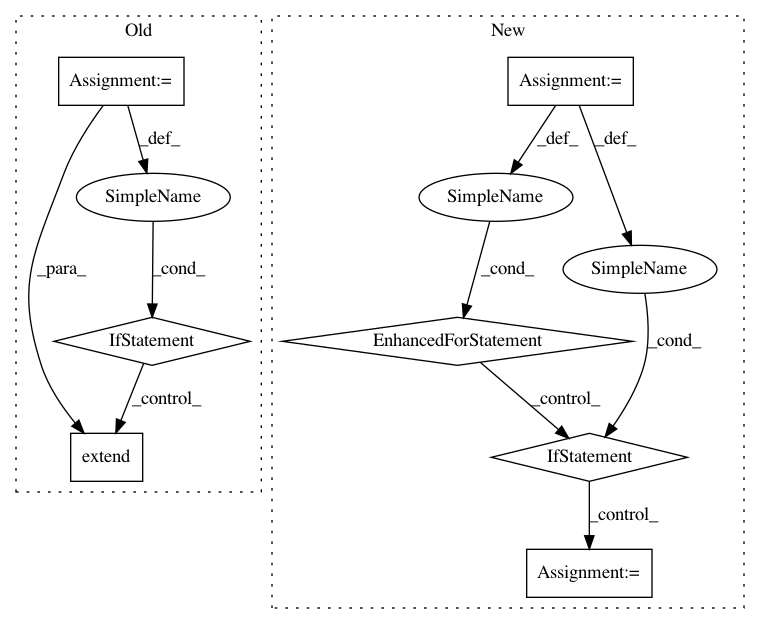 Old
Assignment:=
_def_
SimpleName
_para_
_cond_
IfStatement
_control_
extend
New
Assignment:=
_def_
_def_
SimpleName
SimpleName
_cond_
EnhancedForStatement
_cond_
_control_
IfStatement
_control_
Assignment:=